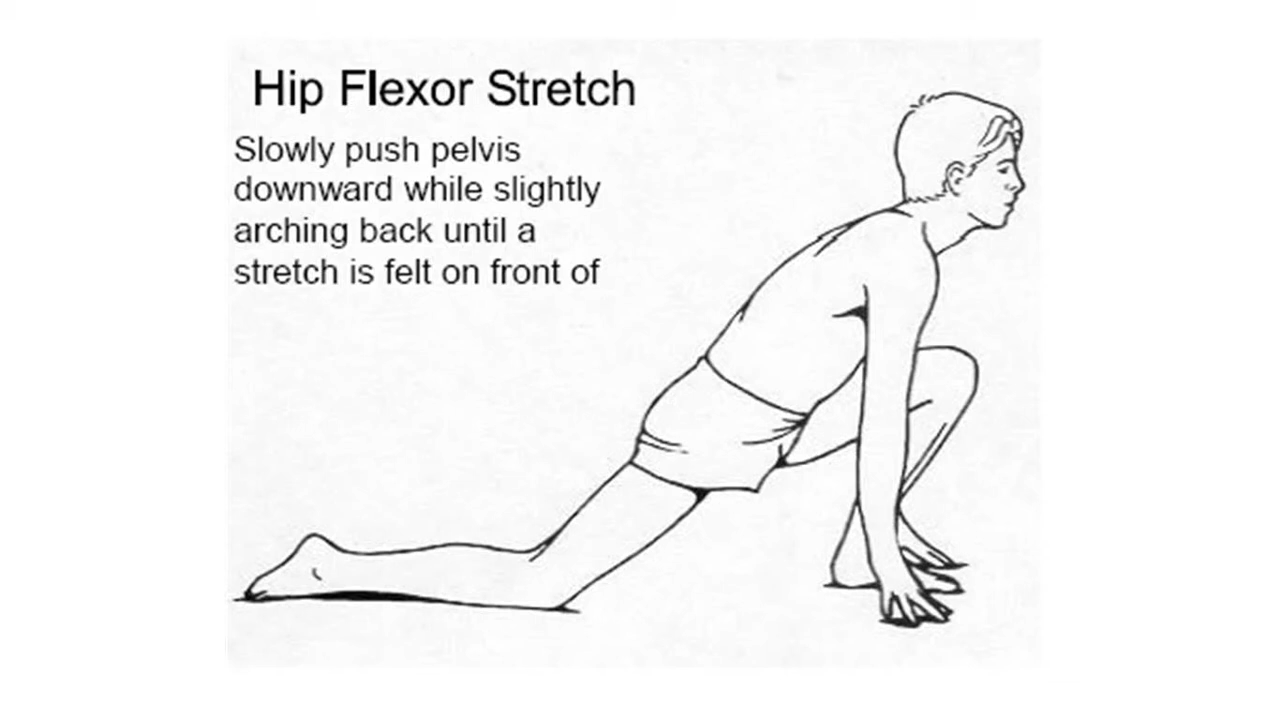 Hip Flexor Stretch
Slowly push pelvis
downward while slightly
arching back until a
stretch is felt on front of